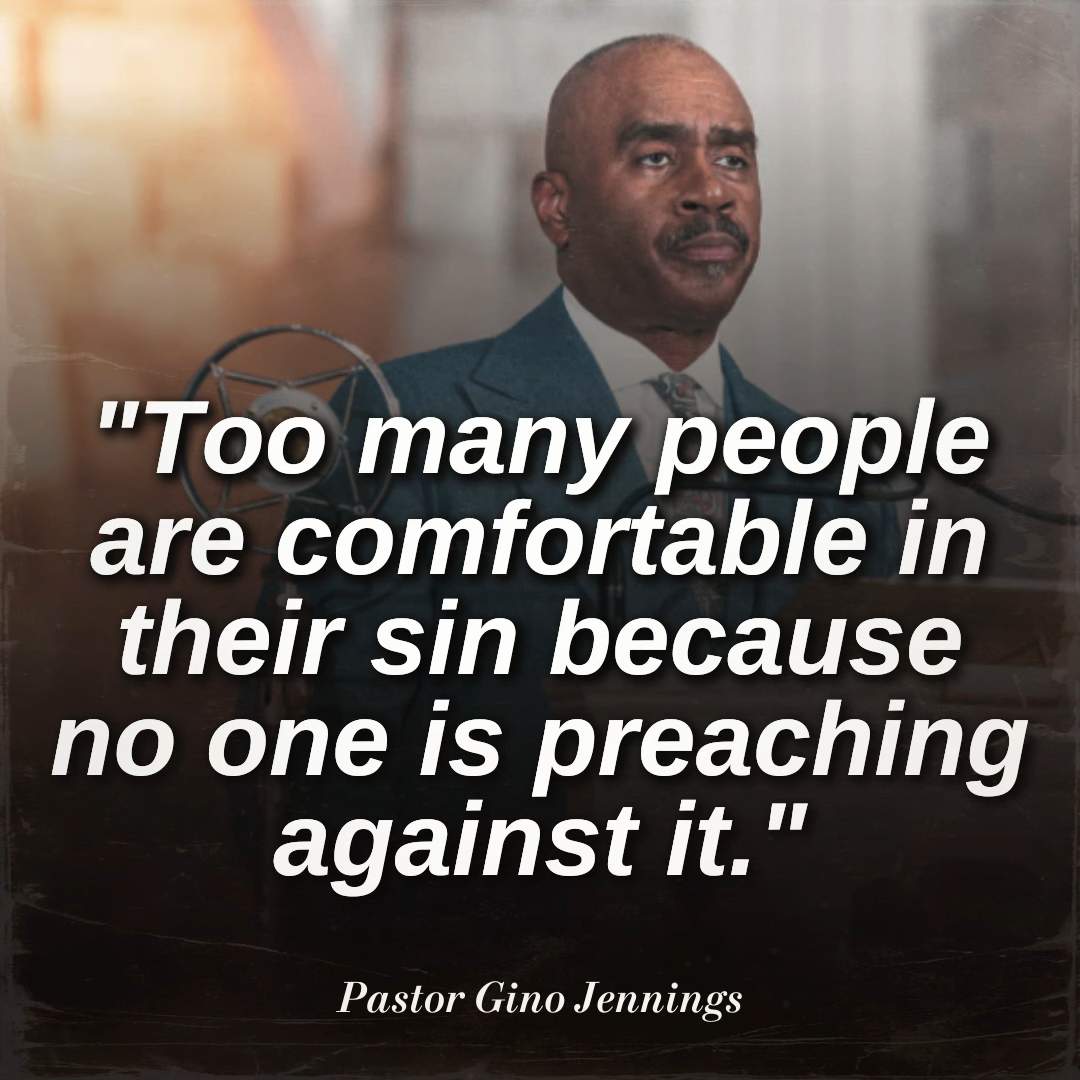 "Too many people
are comfortable in
their sin because
no one is preaching
against it."
Pastor Gino Jennings